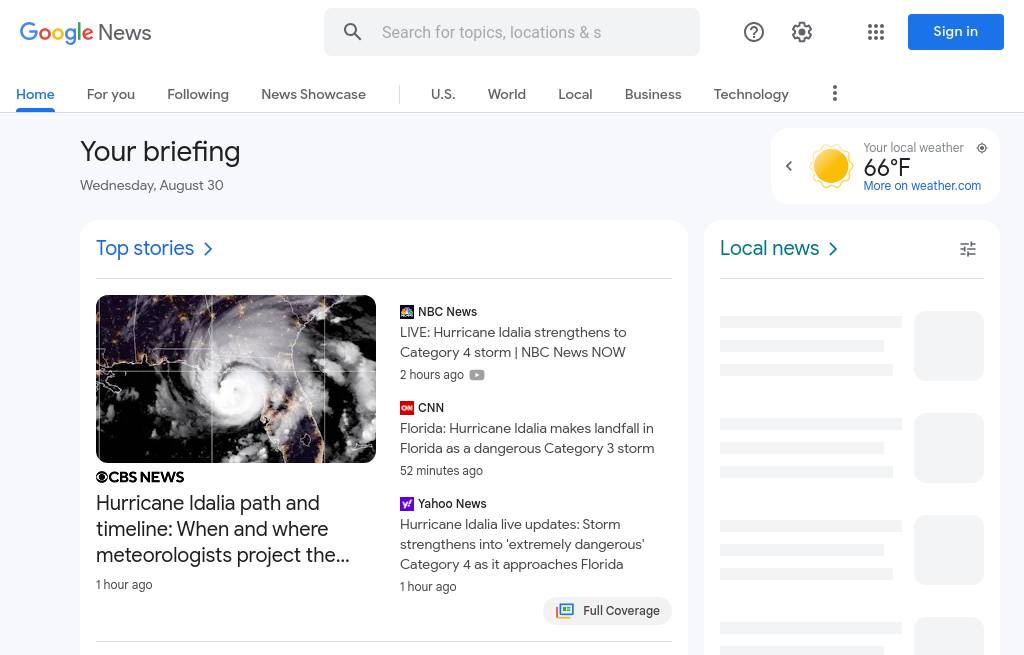 Google News
Search for topics, locations & s
Sign in
Home
For you
Following
News Showcase
U.S.
World
Local
Business
Technology
Your briefing
Wednesday, August 30
Your local weather
66°F
More on weather.com
Top stories
CBS NEWS
Hurricane Idalia path and
timeline: When and where
meteorologists project the...
1 hour ago
NBC News
LIVE: Hurricane Idalia strengthens to
Category 4 storm | NBC News NOW
2 hours ago
CNN
CNN
Florida: Hurricane Idalia makes landfall in
Florida as a dangerous Category 3 storm
52 minutes ago
y!
Yahoo News
Hurricane Idalia live updates: Storm
strengthens into 'extremely dangerous'
Category 4 as it approaches Florida
1 hour ago
Full Coverage
Local news